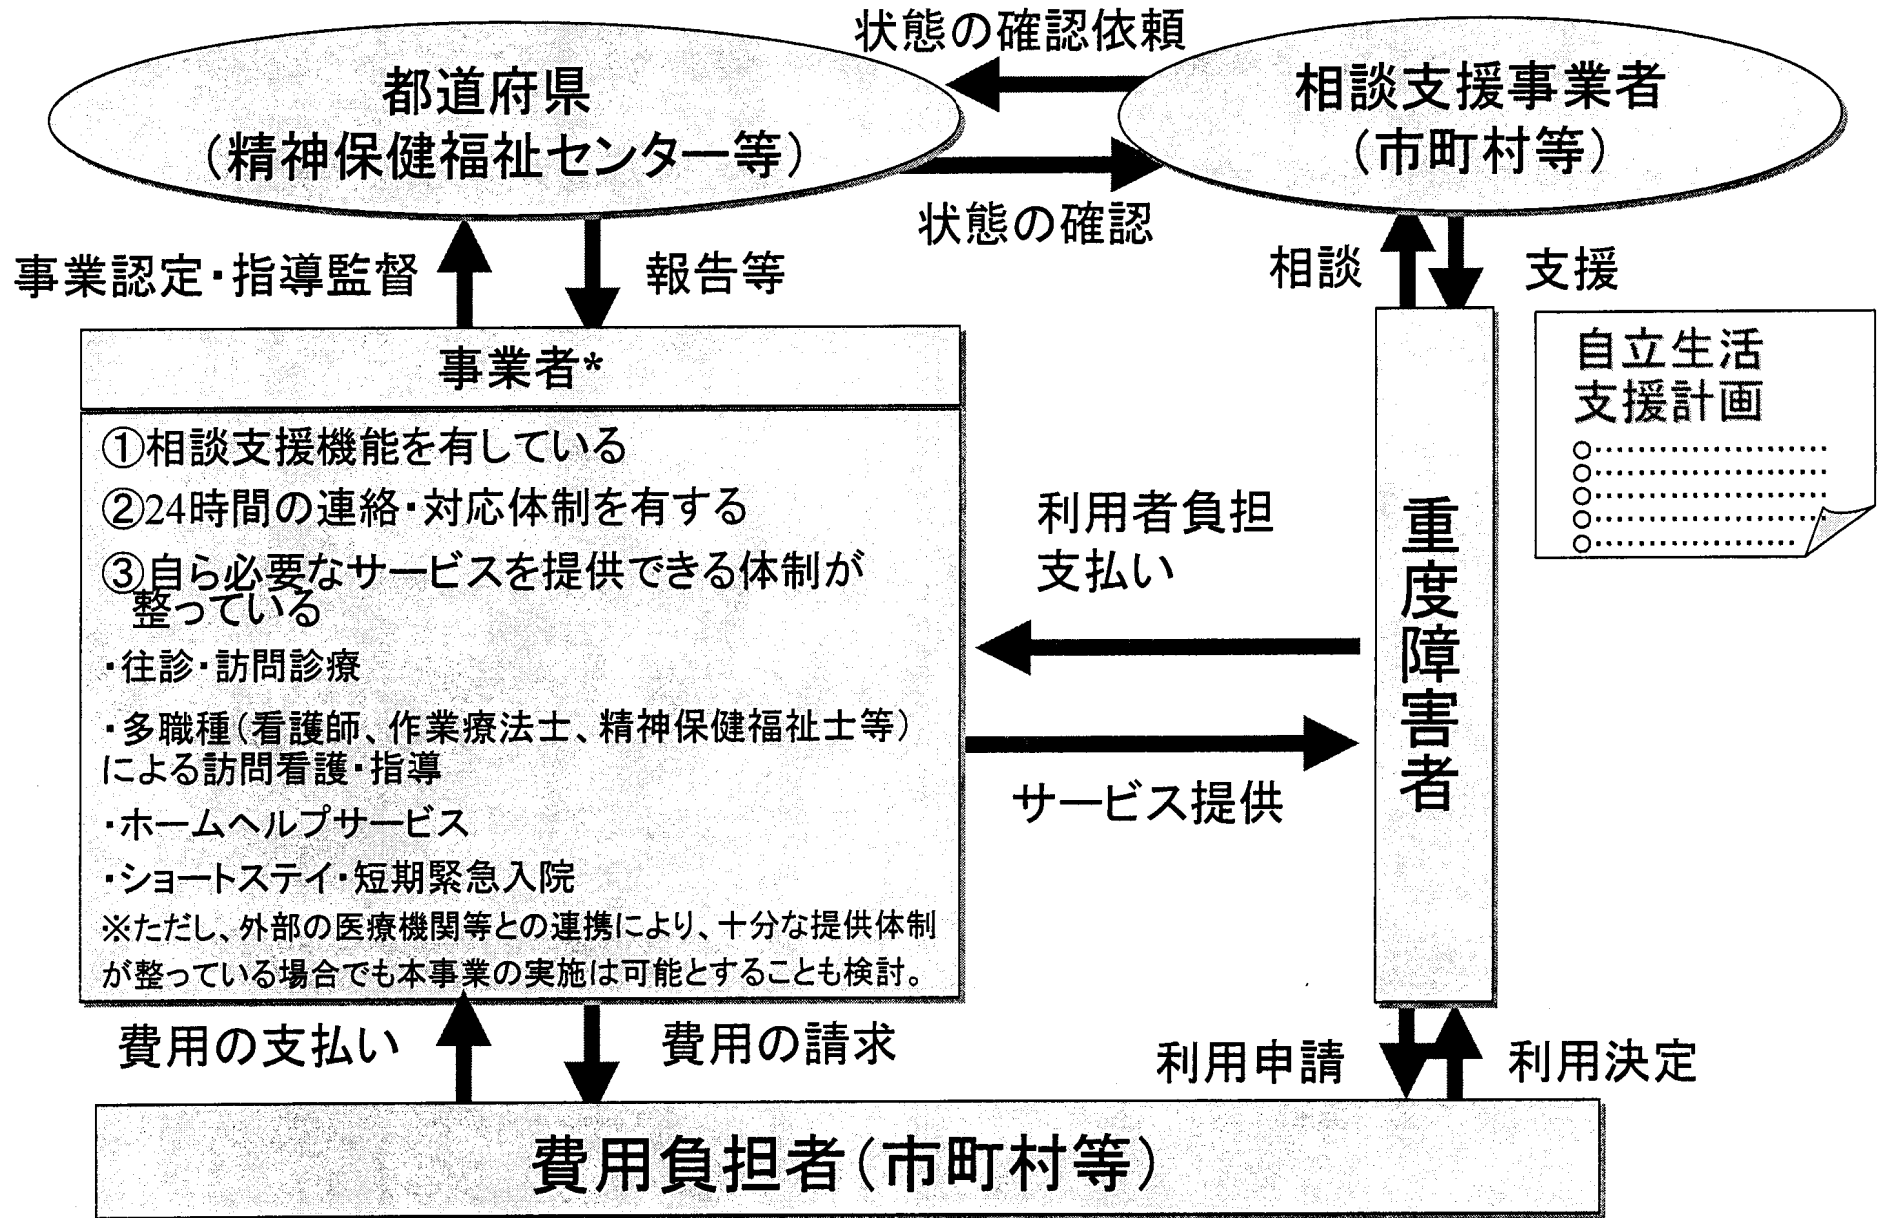 状態の確認依頼
都道府県
(精神保健福祉センター等)
相談支援事業者
(市町村等)
状態の確認
事業認定・指導監督
報告等
相談
支援
事業者*
①相談支援機能を有している
②24時間の連絡・対応体制を有する
③自ら必要なサービスを提供できる体制が
整っている
・往診・訪問診療
・多職種(看護師、作業療法士、精神保健福祉士等)
による訪問看護・指導
・ホームヘルプサービス
・ショートステイ・短期緊急入院
※ただし、外部の医療機関等との連携により、十分な提供体制
が整っている場合でも本事業の実施は可能とすることも検討。
利用者負担
支払い
サービス提供
重度障害者
自立生活
支援計画
費用の支払い
費用の請求
利用申請
利用決定
費用負担者(市町村等)